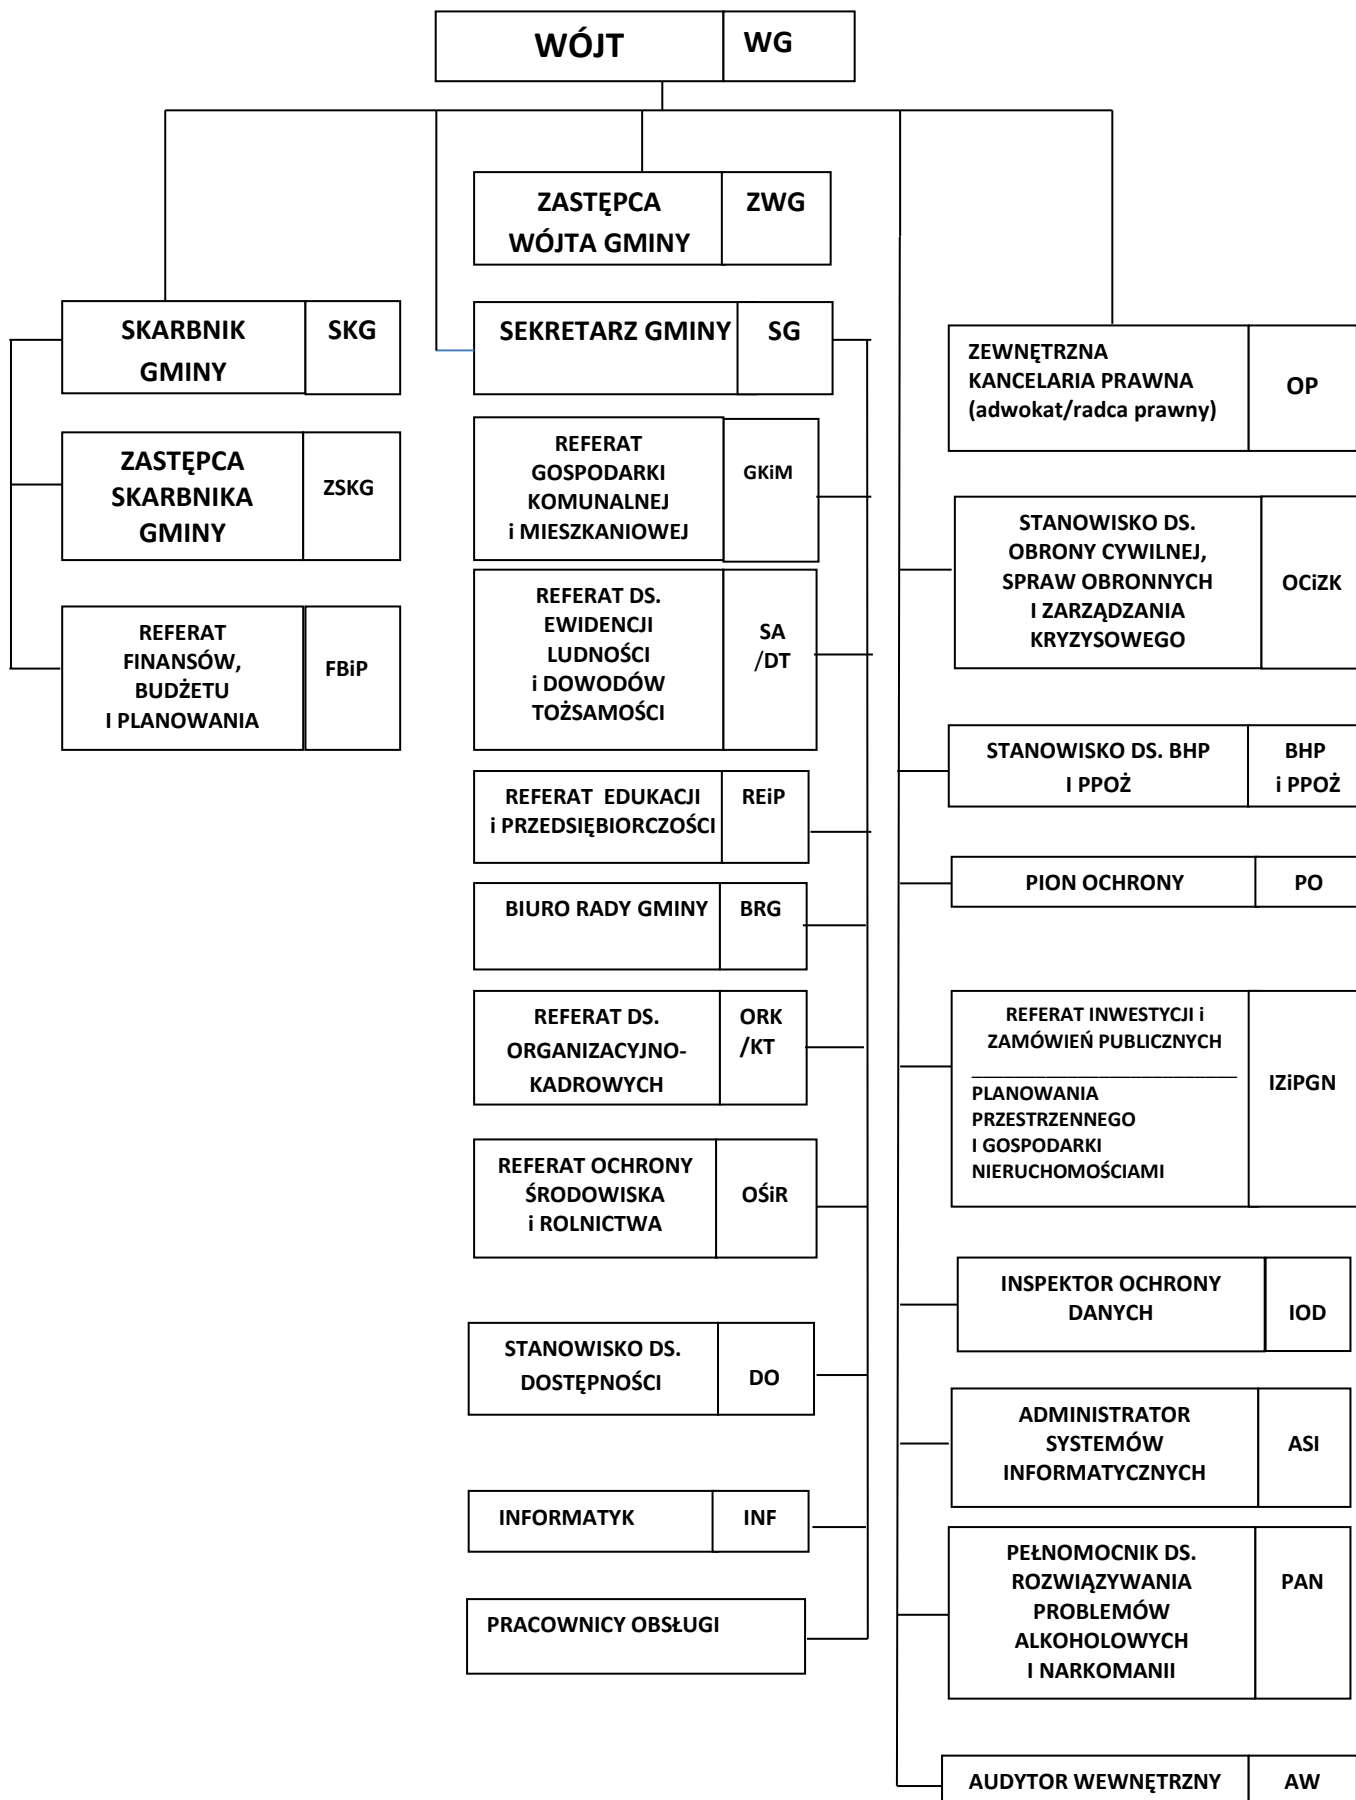 WÓJT WG
ZASTĘPCA ZWG
WÓJTA GMINY
SKARBNIK SKG
GMINY
ZASTĘPCA
SKARBNIKA ZSKG
GMINY
REFERAT
FINANSÓW, FBiP
BUDŻETU
I PLANOWANIA
SEKRETARZ GMINY SG
REFERAT
GOSPODARKI GKiM
KOMUNALNEJ
i MIESZKANIOWEJ
REFERAT DS.
EWIDENCJI SA
LUDNOŚCI /DT
i DOWODÓW
TOŻSAMOŚCI
REFERAT EDUKACJI REiP
i PRZEDSIĘBIORCZOŚCI
BIURO RADY GMINY BRG
REFERAT DS. ORK
ORGANIZACYJNO- /KT
KADROWYCH
REFERAT OCHRONY
ŚRODOWISKA OŚiR
i ROLNICTWA
STANOWISKO DS.
DOSTĘPNOŚCI DO
INFORMATYK INF
PRACOWNICY OBSŁUGI
ZEWNĘTRZNA
KANCELARIA PRAWNA OP
(adwokat/radca prawny)
STANOWISKO DS.
OBRONY CYWILNEJ,
SPRAW OBRONNYCH OCiZK
I ZARZĄDZANIA
KRYZYSOWEGO
STANOWISKO DS. BHP BHP
I PPOŻ i PPOŻ
PION OCHRONY PO
REFERAT INWESTYCJI i
ZAMÓWIEŃ PUBLICZNYCH
PLANOWANIA IZiPGN
PRZESTRZENNEGO
I GOSPODARKI
NIERUCHOMOŚCIAMI
INSPEKTOR OCHRONY
DANYCH IOD
ADMINISTRATOR
SYSTEMÓW ASI
INFORMATYCZNYCH
PEŁNOMOCNIK DS.
ROZWIĄZYWANIA PAN
PROBLEMÓW
ALKOHOLOWYCH
I NARKOMANII
AUDYTOR WEWNĘTRZNY AW